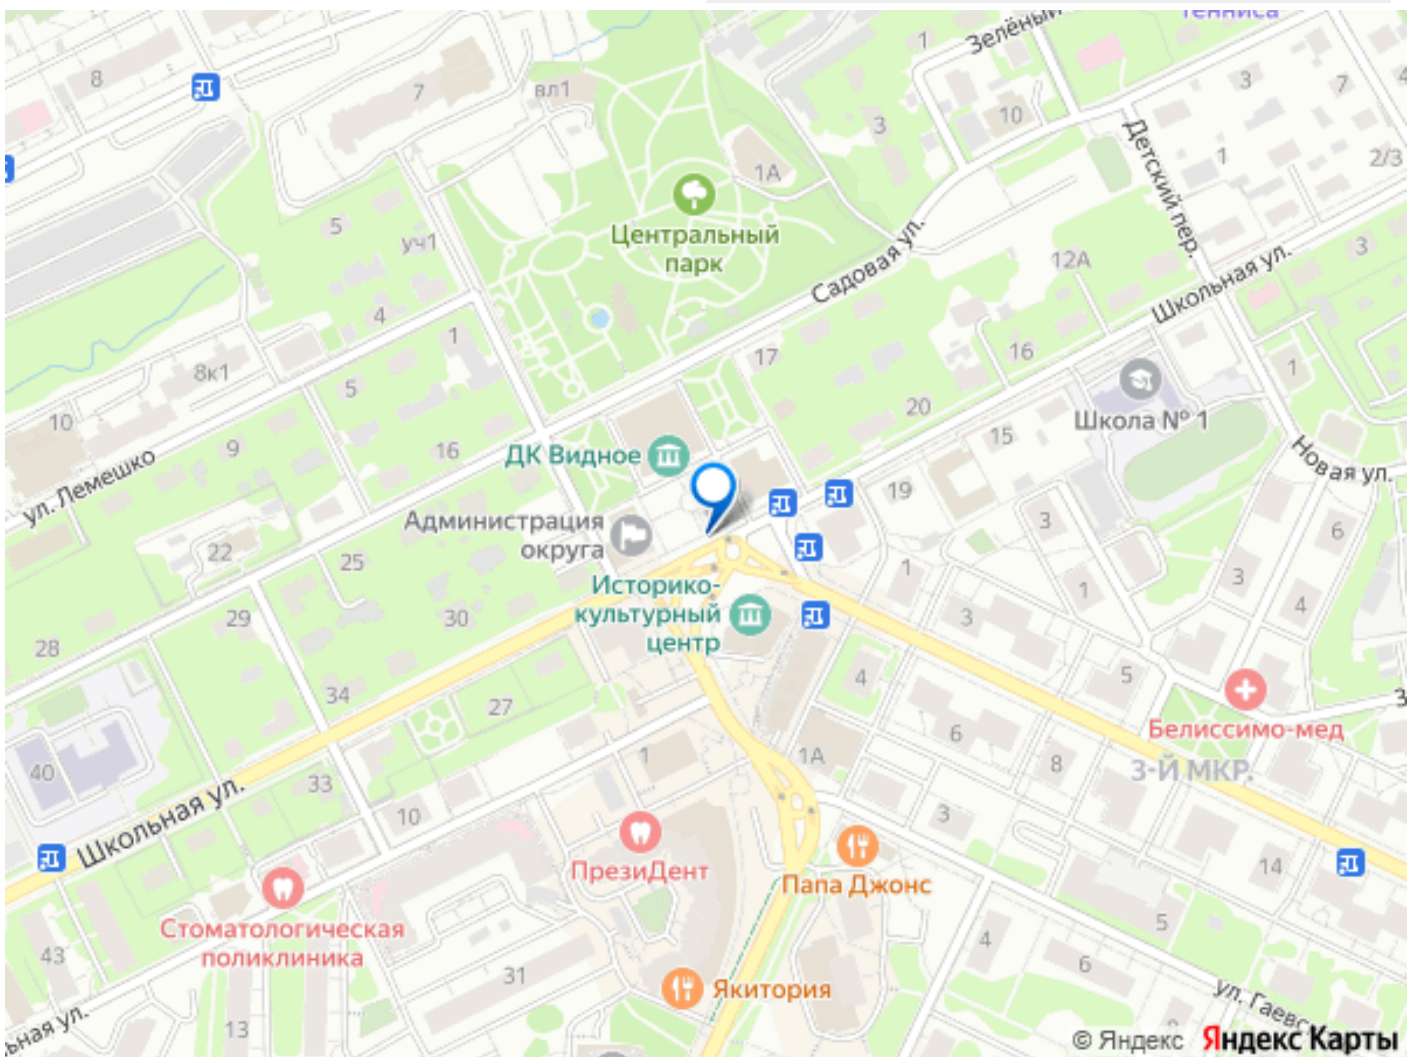 тенниса
Зелёный
1
8
7
вл1
3
7
4
10
3
1А
Детский пер.
1
2/3
Центральный
парк
5
уч1
Садовая ул.
12А
3
Школьная ул.
4
1
17
16
8к1
5
1
20
Школа № 1
10
9
16
ДК Видное
15
Новая ул.
ул. Лемешко
19
Администрация
округа
3
6
22
25
1
1
3
4
Историко-
культурный
центр
29
30
3
28
5
4
34
27
Белиссимо-мед
6
8
3-Й МКР.
1
1А
40
33
10
3
Школьная ул.
ПрезиДент
Папа Джонс
14
Стоматологическая
поликлиника
5
43
31
4
6
Якитория
ул. Гаевс
13
ьная ул.
© Яндекс Яндекс Карты